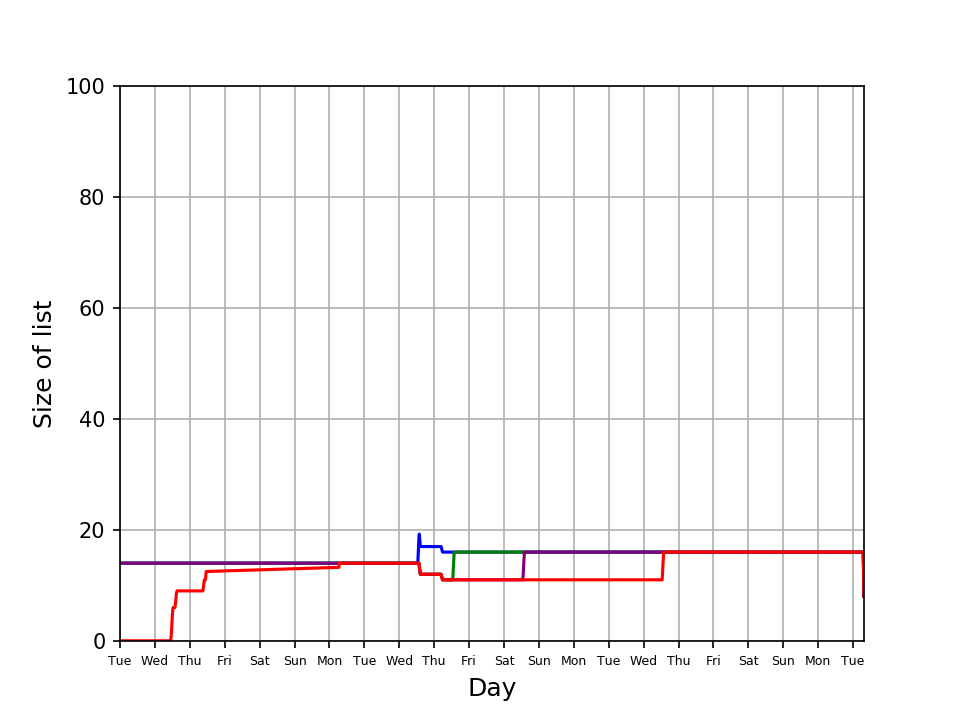 100
80
60
40
20
0
Size of list
Tue Wed Thu Fri Sat Sun Mon Tue Wed Thu Fri Sat Sun Mon Tue Wed Thu Fri Sat Sun Mon Tue
Day